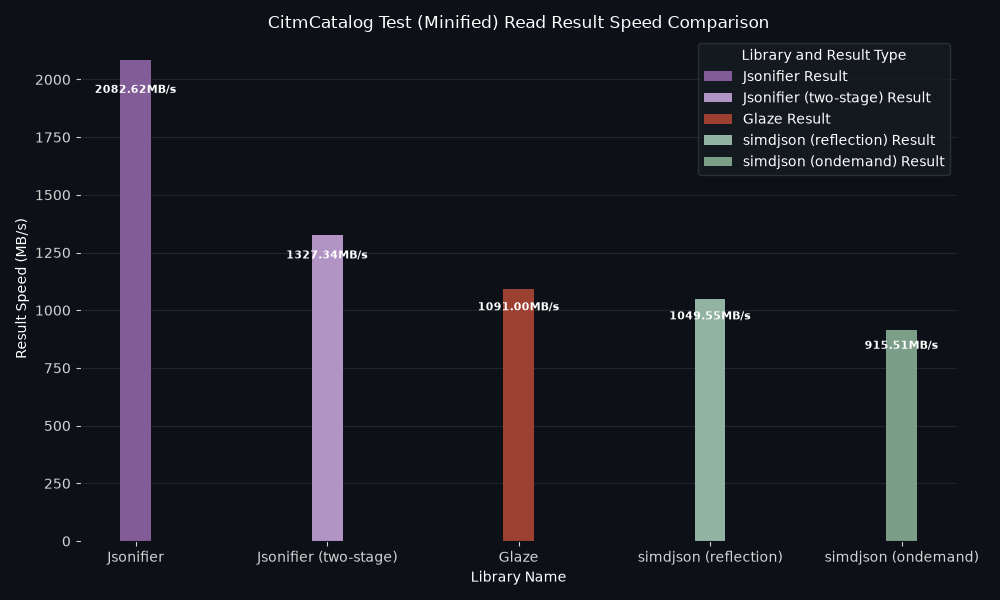 CitmCatalog Test (Minified) Read Result Speed Comparison
Library and Result Type
Jsonifier Result
Jsonifier (two-stage) Result
Glaze Result
simdjson (reflection) Result
simdjson (ondemand) Result
Result Speed (MB/s)
2000
1750
1500
1250
1000
750
500
250
0
2082.62MB/s
1327.34MB/s
1091.00MB/s
1049.55MB/s
915.51MB/s
Jsonifier
Jsonifier (two-stage)
Glaze
simdjson (reflection)
simdjson (ondemand)
Library Name